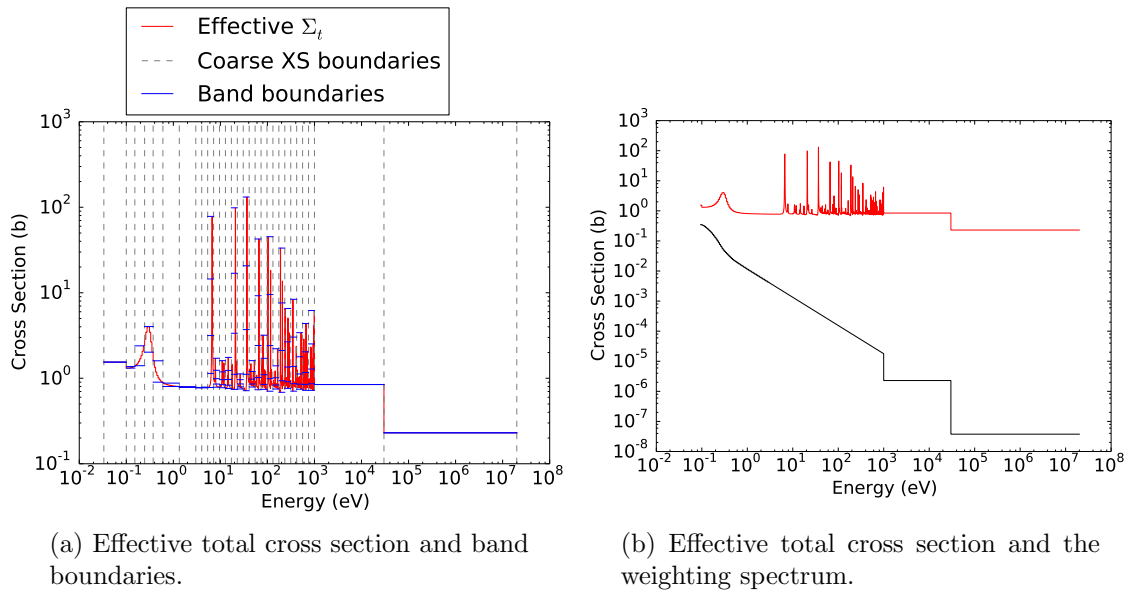 Effective Σ_t
Coarse XS boundaries
Band boundaries
10^3
10^2
10^1
10^0
10^-1
Cross Section (b)
10^-2 10^-1 10^0 10^1 10^2 10^3 10^4 10^5 10^6 10^7 10^8
Energy (eV)
(a) Effective total cross section and band
boundaries.
10^3
10^2
10^1
10^0
10^-1
10^-2
10^-3
10^-4
10^-5
10^-6
10^-7
10^-8
Cross Section (b)
10^-2 10^-1 10^0 10^1 10^2 10^3 10^4 10^5 10^6 10^7 10^8
Energy (eV)
(b) Effective total cross section and the
weighting spectrum.